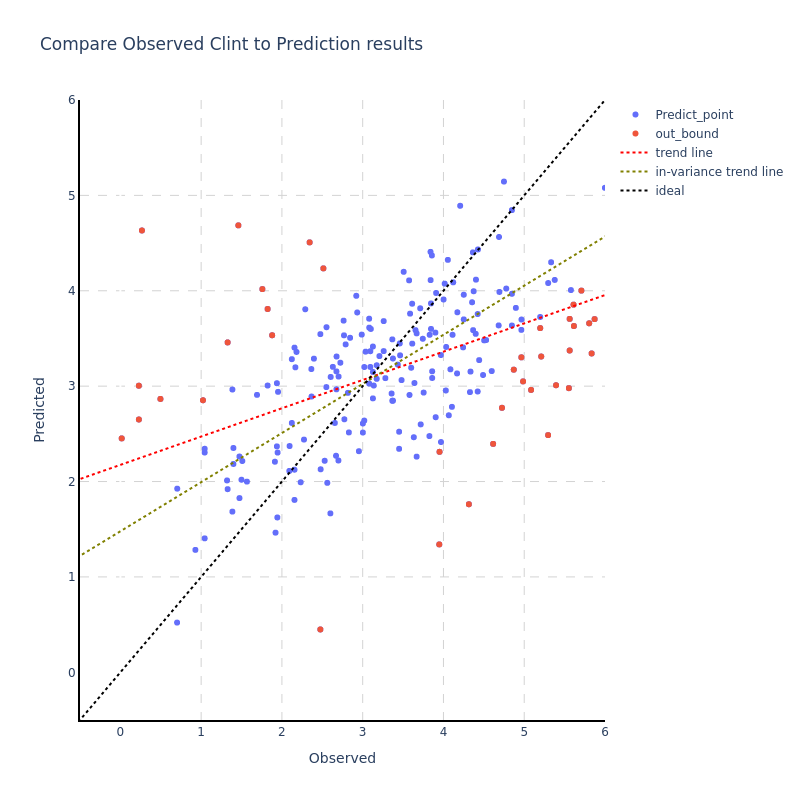 Compare Observed Clint to Prediction results
6
5
4
3
2
1
0
0
1
2
3
4
5
6
Observed
Predicted
Predict_point
out_bound
trend line
in-variance trend line
ideal